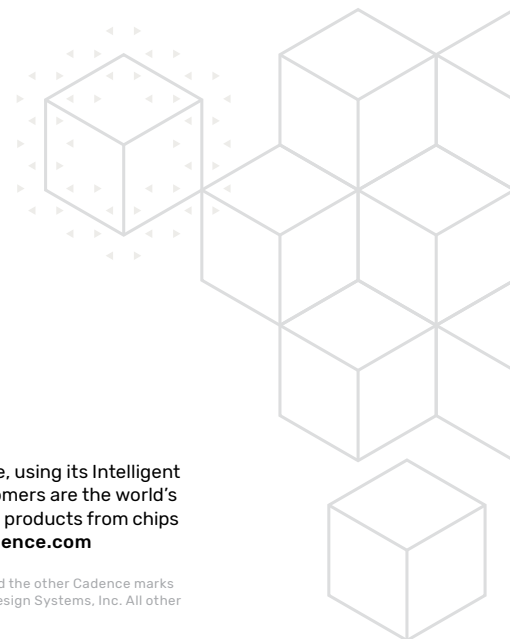 , using its Intelligent
omers are the world's
products from chips
ence.com
d the other Cadence marks
esign Systems, Inc. All other